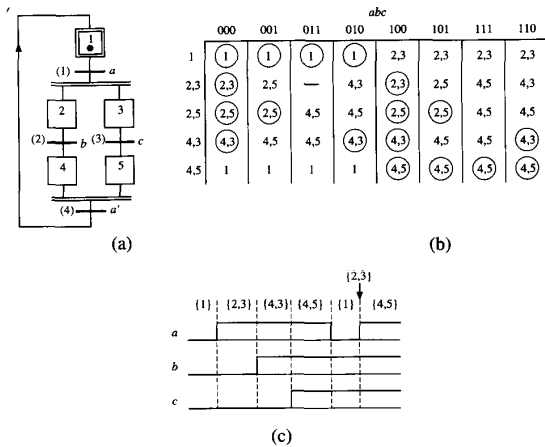 1
(1) a
2 3
(2) b (3) c
4 5
(4) a'
(a)
abc
000 001 011 010 100 101 111 110
1 1 1 1 1 2,3 2,3 2,3 2,3
2,3 2,3 2,5 — 4,3 2,3 2,5 4,5 4,3
2,5 2,5 2,5 4,5 4,5 2,5 2,5 4,5 4,5
4,3 4,3 4,5 4,5 4,3 4,3 4,5 4,5 4,3
4,5 1 1 1 1 4,5 4,5 4,5 4,5
(b)
{2,3}
{1} {2,3} {4,3} {4,5} {1} {4,5}
a
b
c
(c)